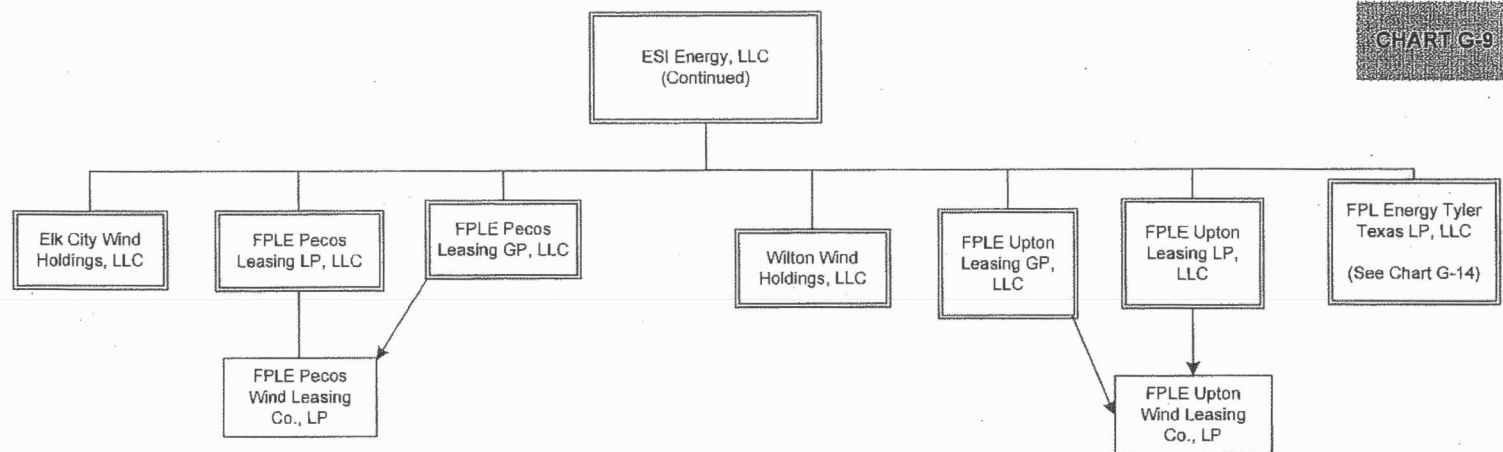 CHART G-9
ESI Energy, LLC
(Continued)
Elk City Wind
Holdings, LLC
FPLE Pecos
Leasing LP, LLC
FPLE Pecos
Leasing GP, LLC
Wilton Wind
Holdings, LLC
FPLE Upton
Leasing GP,
LLC
FPLE Upton
Leasing LP,
LLC
FPL Energy Tyler
Texas LP, LLC
(See Chart G-14)
FPLE Pecos
Wind Leasing
Co., LP
FPLE Upton
Wind Leasing
Co., LP